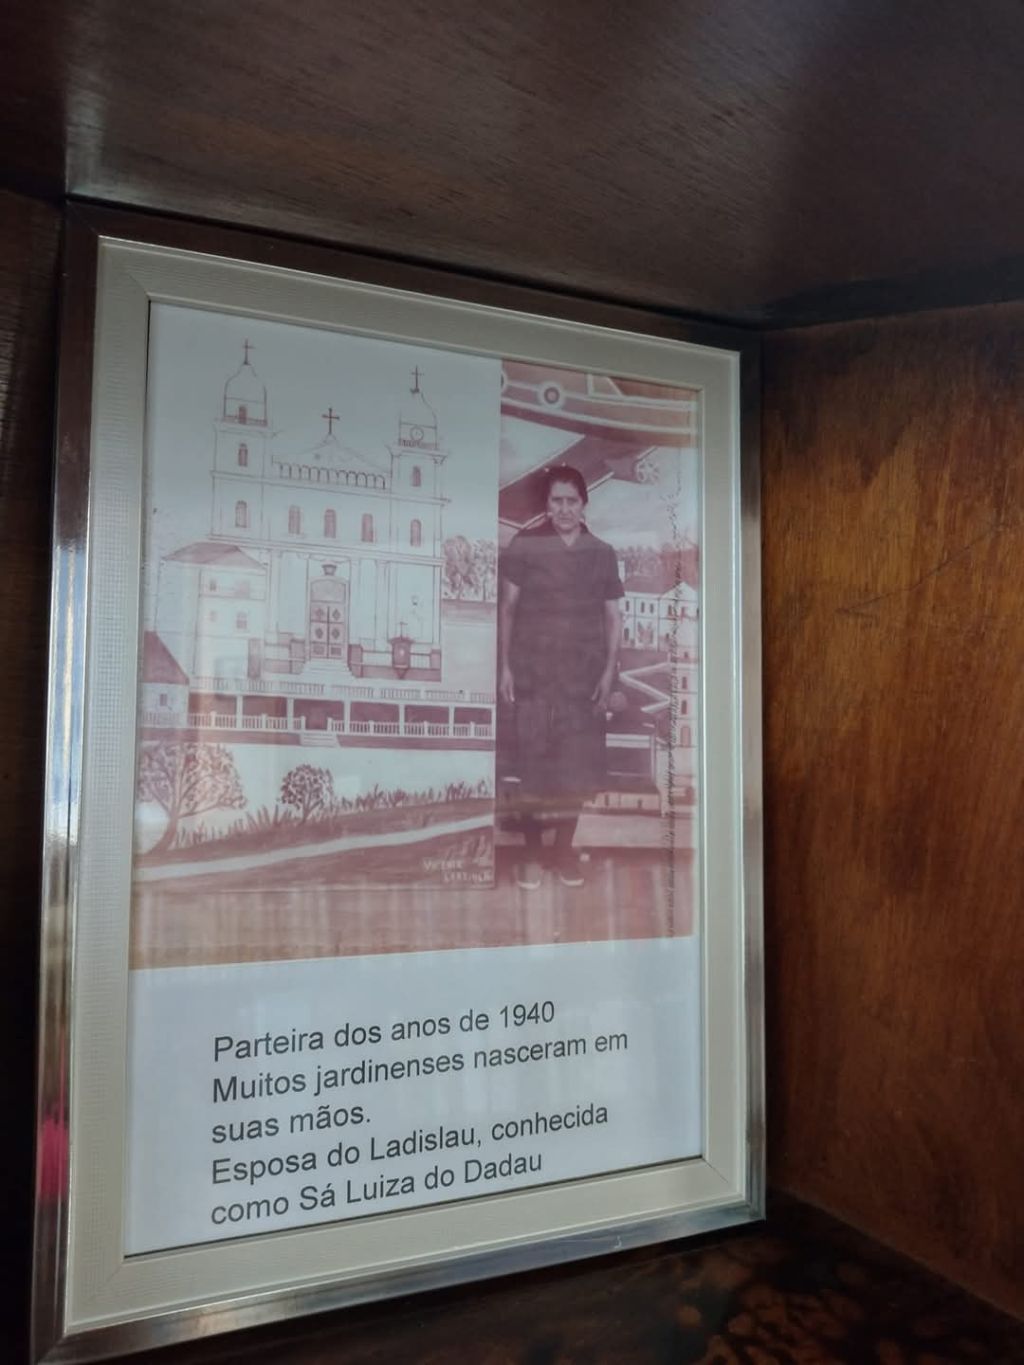 Parteira dos anos de 1940
Muitos jardinenses nasceram em
suas mãos.
Esposa do Ladislau, conhecida
como Sá Luiza do Dadau